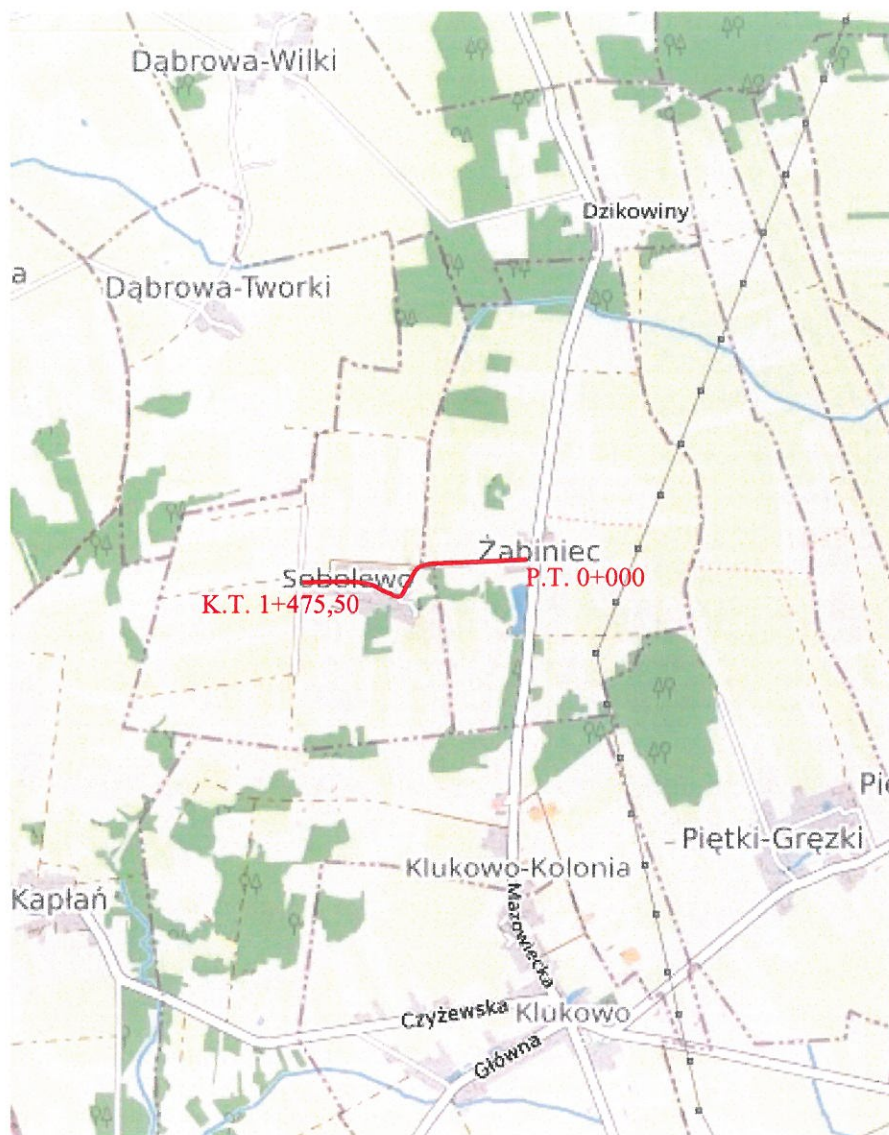 Dąbrowa-Wilki
Dzikowiny
a
Dąbrowa-Tworki
Żabiniec
Sobolewo
P.T. 0+000
K.T. 1+475,50
Pię
Piętki-Gręzki
Klukowo-Kolonia
Kapłań
Mazowiecka
Czyżewska
Klukowo
Główna